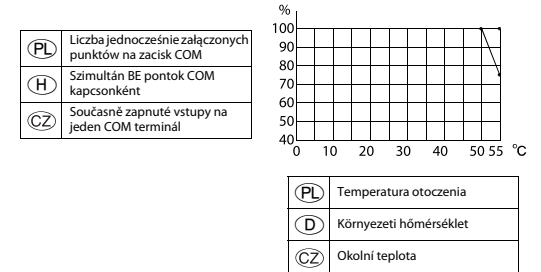 PL Liczba jednocześnie załączonych
punktów na zacisk COM
H Szimultán BE pontok COM
kapcsonként
CZ Současně zapnuté vstupy na
jeden COM terminál
%
100
90
80
70
60
50
40
0 10 20 30 40 50 55 °C
PL Temperatura otoczenia
D Környezeti hőmérséklet
CZ Okolní teplota